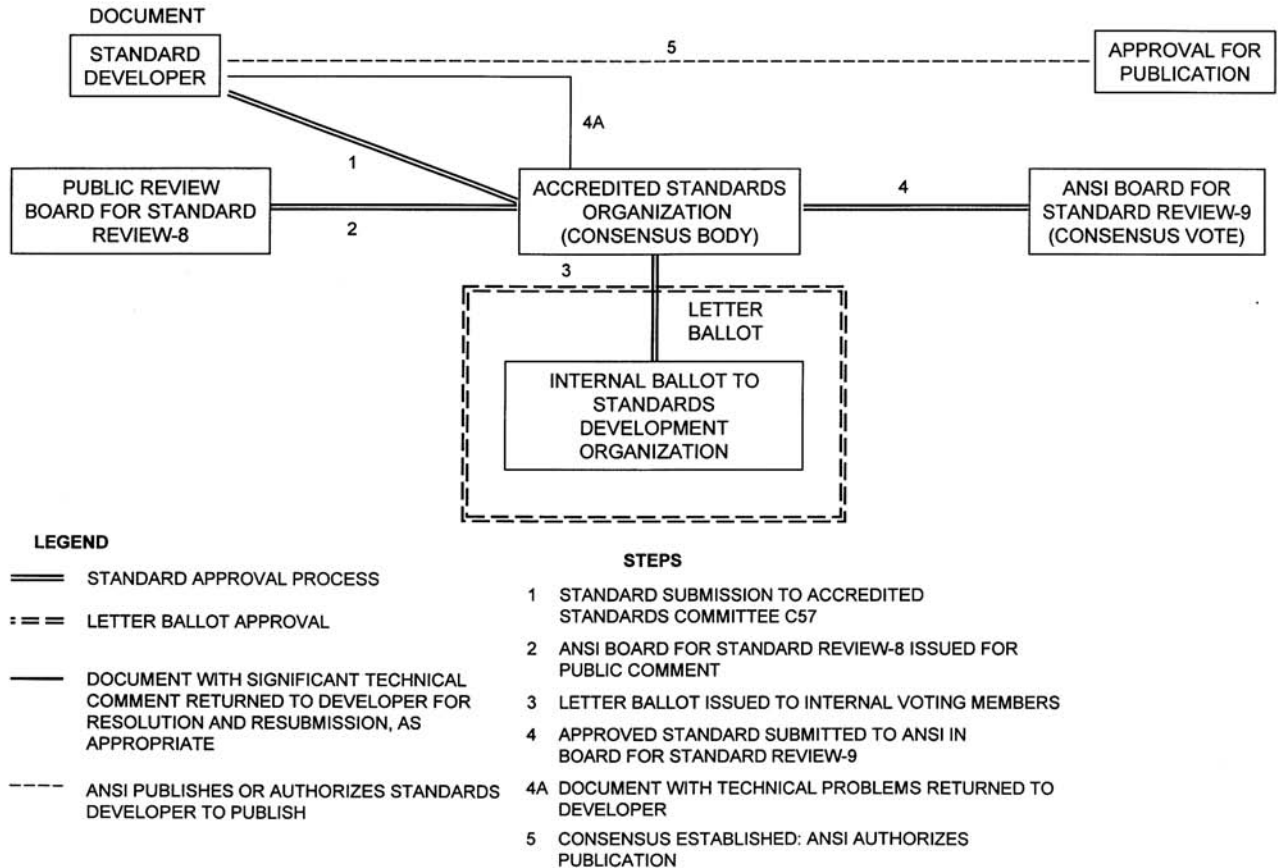 DOCUMENT
STANDARD
DEVELOPER
5
APPROVAL FOR
PUBLICATION
4A
1
PUBLIC REVIEW
BOARD FOR STANDARD
REVIEW-8
2
ACCREDITED STANDARDS
ORGANIZATION
(CONSENSUS BODY)
4
ANSI BOARD FOR
STANDARD REVIEW-9
(CONSENSUS VOTE)
3
LETTER
BALLOT
INTERNAL BALLOT TO
STANDARDS
DEVELOPMENT
ORGANIZATION
LEGEND
STANDARD APPROVAL PROCESS
LETTER BALLOT APPROVAL
DOCUMENT WITH SIGNIFICANT TECHNICAL
COMMENT RETURNED TO DEVELOPER FOR
RESOLUTION AND RESUBMISSION, AS
APPROPRIATE
ANSI PUBLISHES OR AUTHORIZES STANDARDS
DEVELOPER TO PUBLISH
STEPS
1 STANDARD SUBMISSION TO ACCREDITED
STANDARDS COMMITTEE C57
2 ANSI BOARD FOR STANDARD REVIEW-8 ISSUED FOR
PUBLIC COMMENT
3 LETTER BALLOT ISSUED TO INTERNAL VOTING MEMBERS
4 APPROVED STANDARD SUBMITTED TO ANSI IN
BOARD FOR STANDARD REVIEW-9
4A DOCUMENT WITH TECHNICAL PROBLEMS RETURNED TO
DEVELOPER
5 CONSENSUS ESTABLISHED: ANSI AUTHORIZES
PUBLICATION